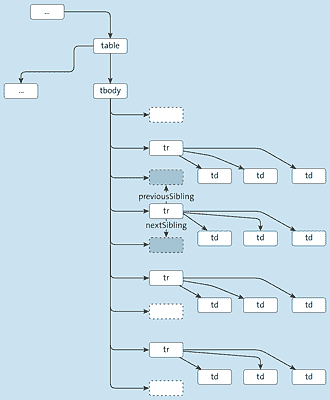 ...
table
...
tbody
tr
td td td
previousSibling
tr
nextSibling
td td td
tr
td td td
tr
td td td